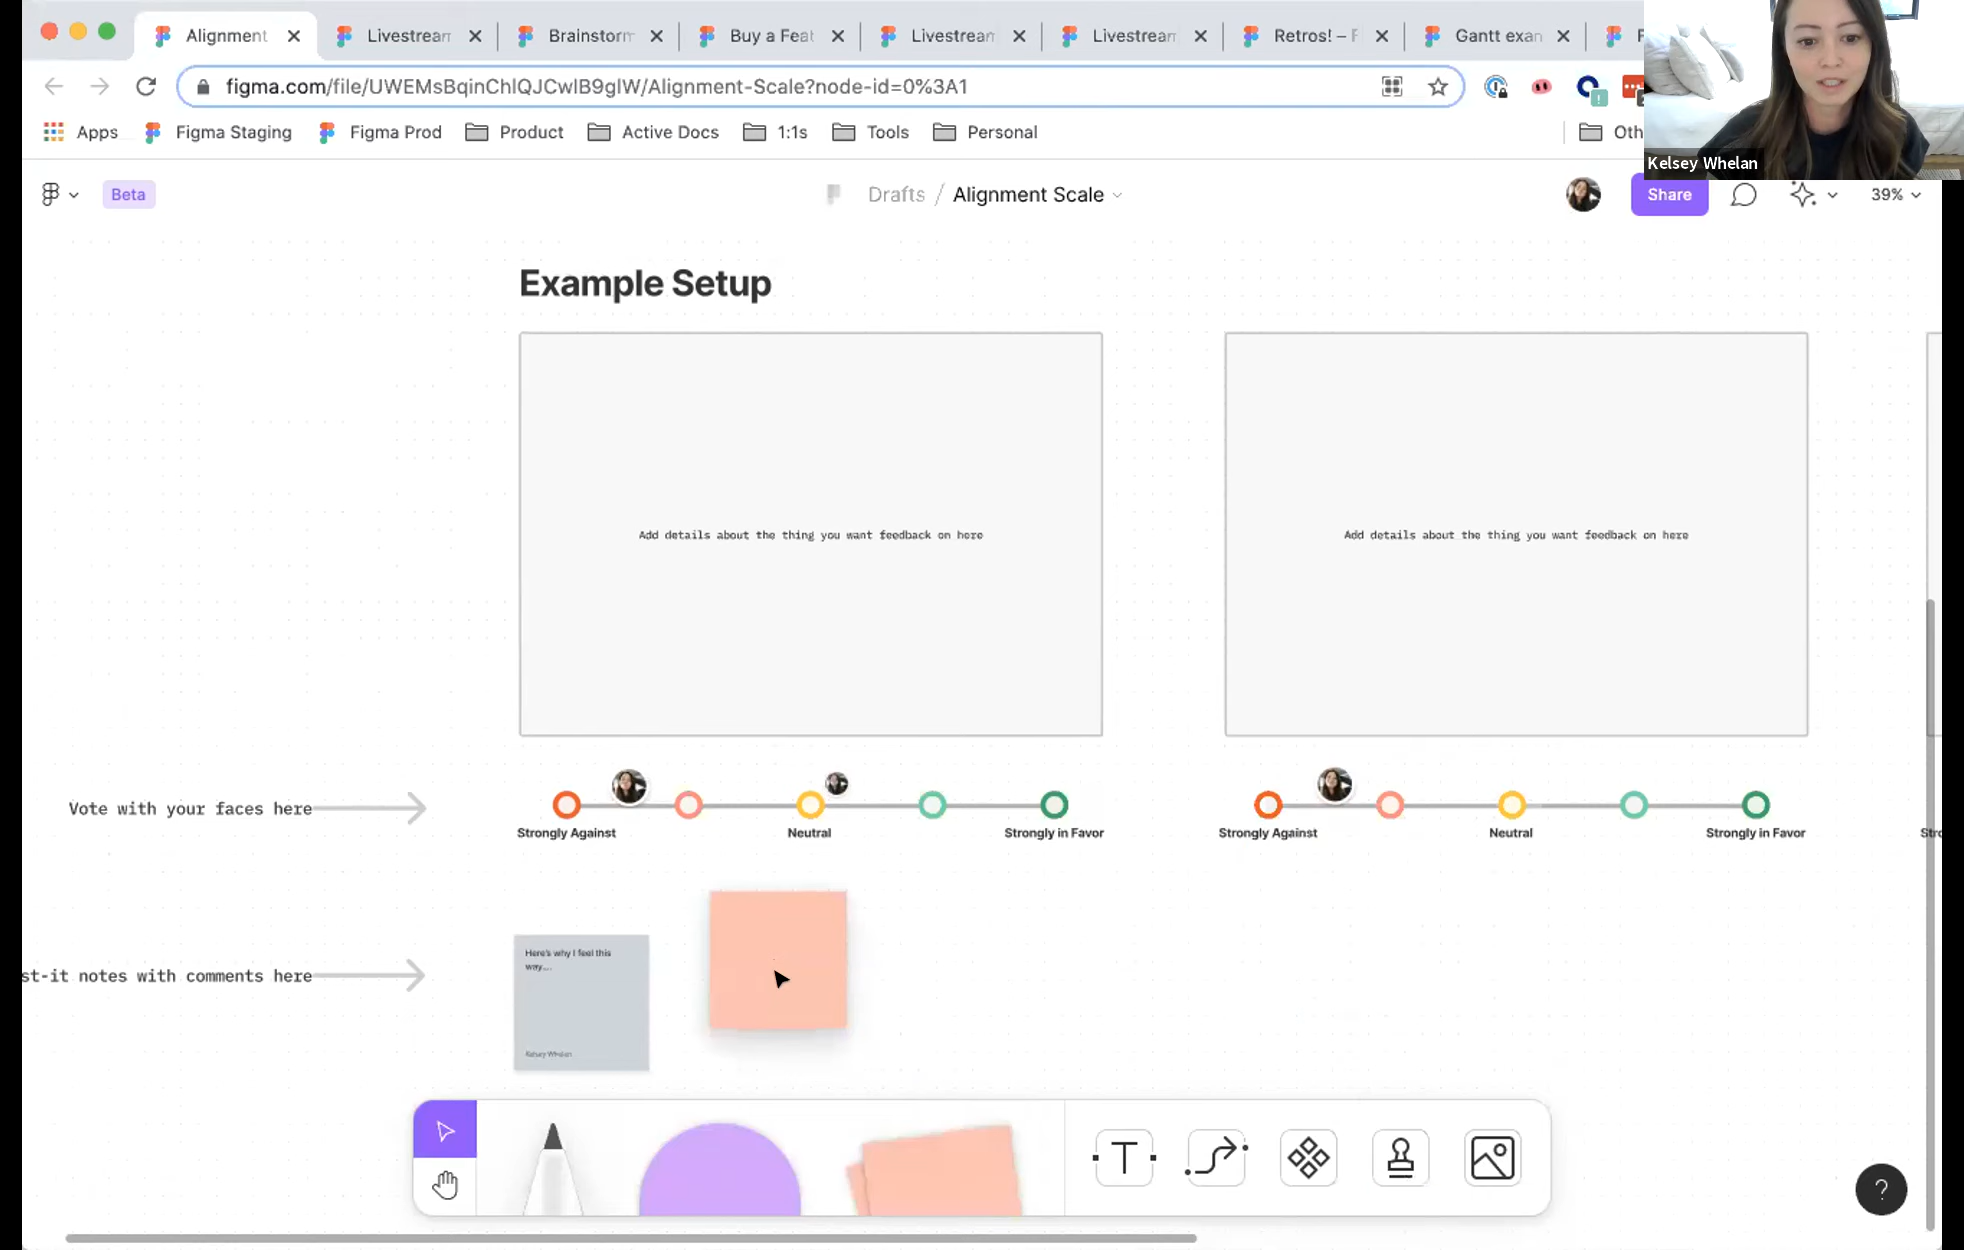 Alignment
Livestream
Brainstorm
Buy a Feat
Livestream
Livestream
Retros! – F
Gantt exan
figma.com/file/UWEMsBqinChlQJCwlB9glW/Alignment-Scale?node-id=0%3A1
Apps
Figma Staging
Figma Prod
Product
Active Docs
1:1s
Tools
Personal
Oth
Kelsey Whelan
Beta
Drafts / Alignment Scale
Share
39%
Example Setup
Add details about the thing you want feedback on here
Add details about the thing you want feedback on here
Vote with your faces here
Strongly Against
Neutral
Strongly in Favor
Strongly Against
Neutral
Strongly in Favor
Str
st-it notes with comments here
Here's why I feel this
way...
Kelsey Whelan
T
?